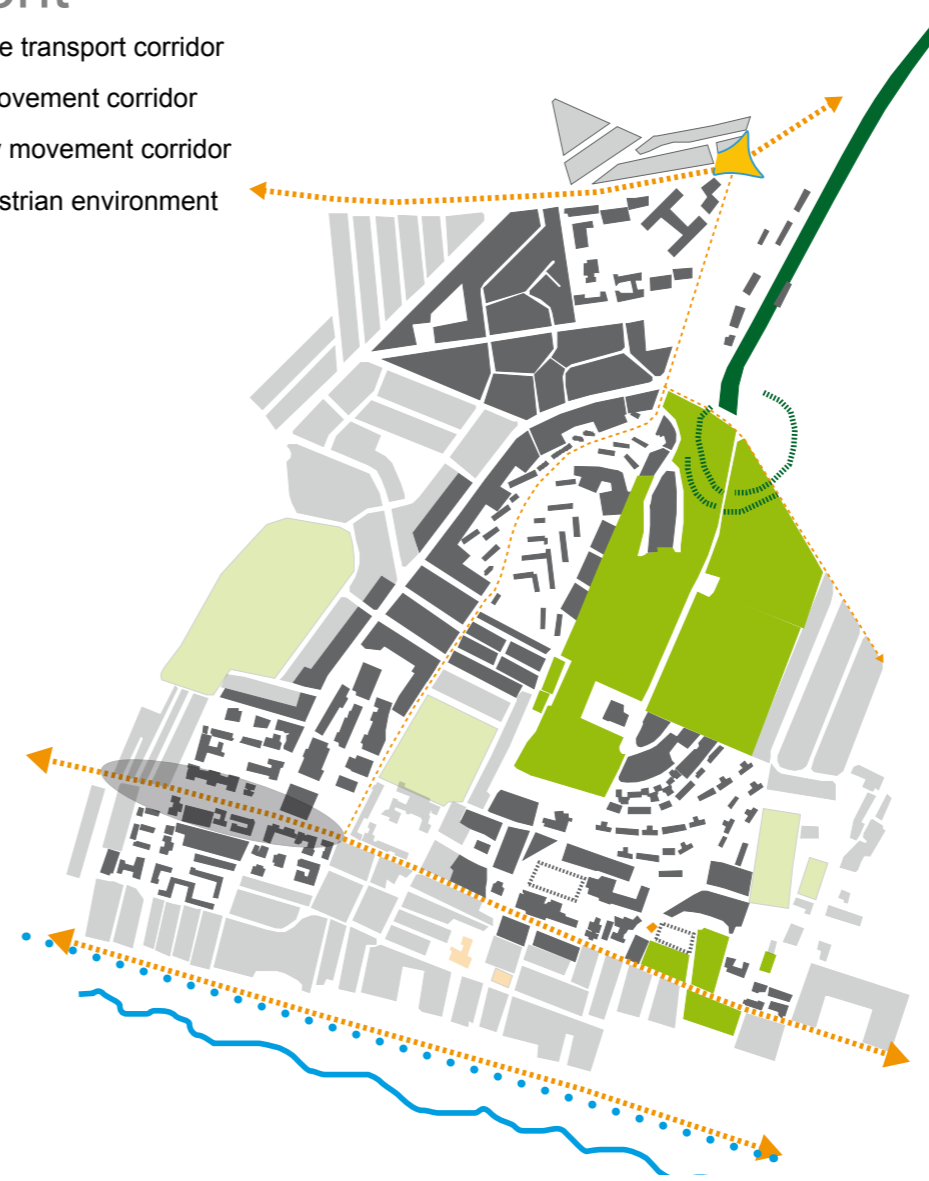 e transport corridor
ovement corridor
movement corridor
strian environment